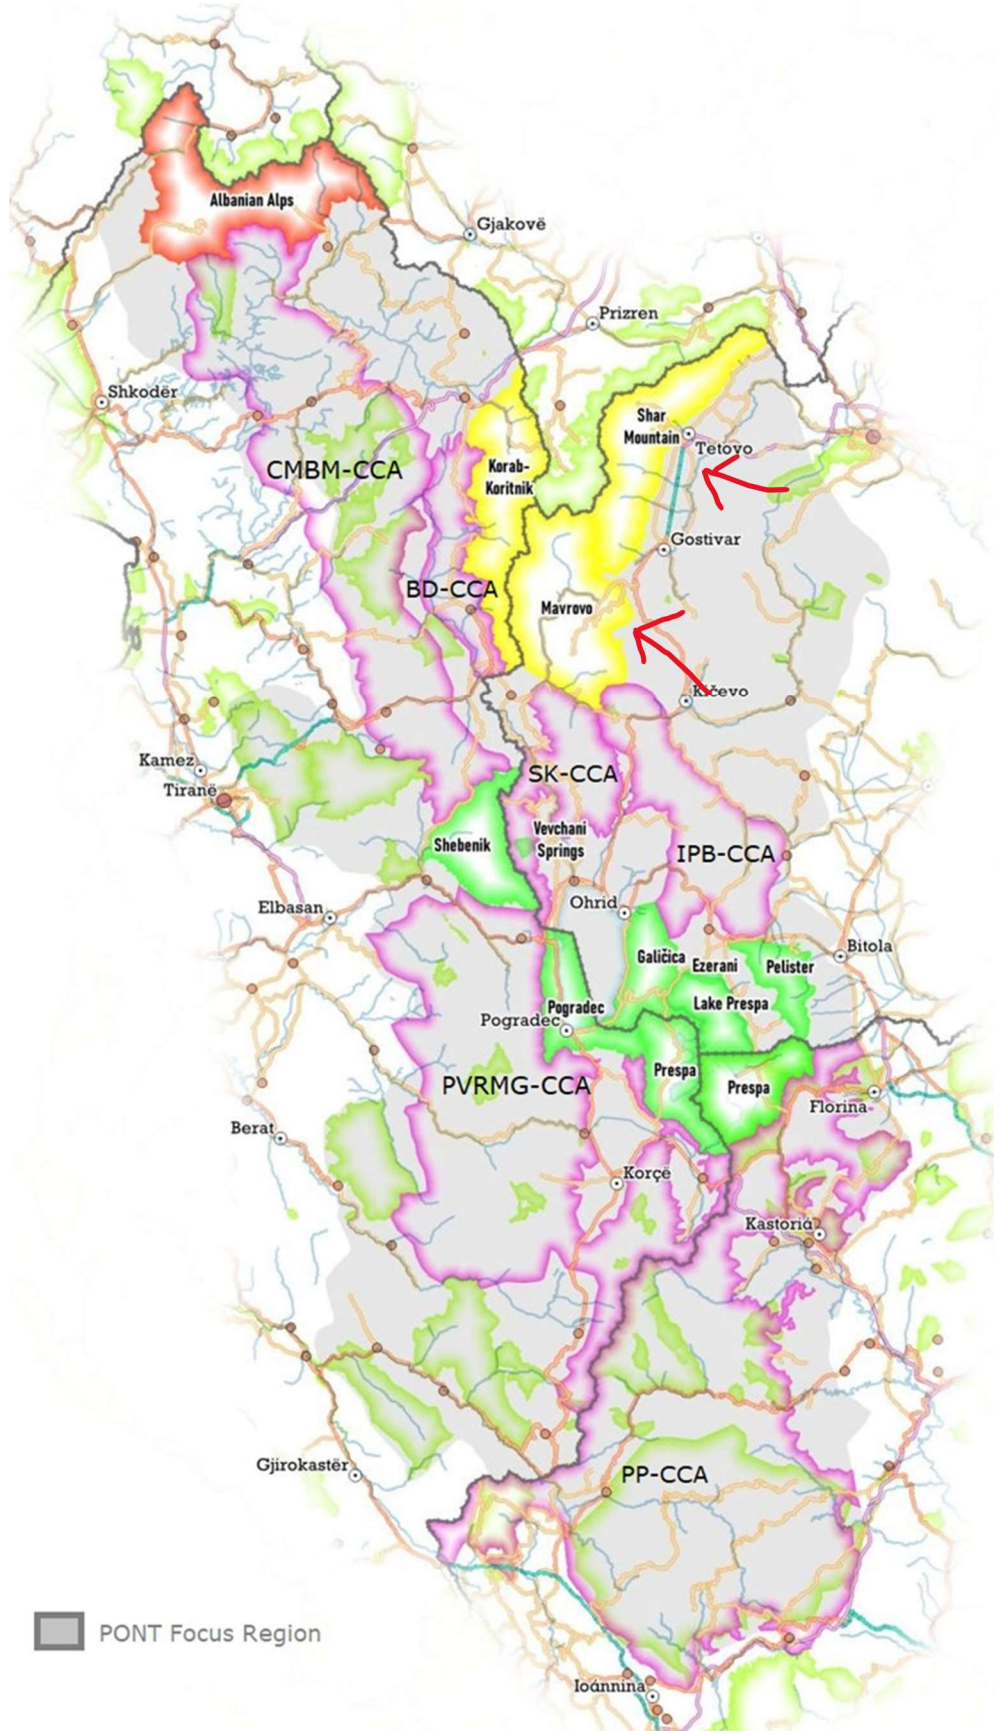 Albanian Alps
Gjakovë
Prizren
Shkodër
Shar
Mountain
Tetovo
CMBM-CCA
Korab-
Koritnik
Gostivar
BD-CCA
Mavrovo
Kičevo
Kamez
Tiranë
SK-CCA
Vevchani
Springs
Shebenik
IPB-CCA
Elbasan
Ohrid
Bitola
Galičica
Ezerani
Pelister
Lake Prespa
Pogradec
Pogradec
Prespa
Prespa
PVRMG-CCA
Florina
Berat
Korçë
Kastoriá
Gjirokastër
PP-CCA
PONT Focus Region
Ioánnina